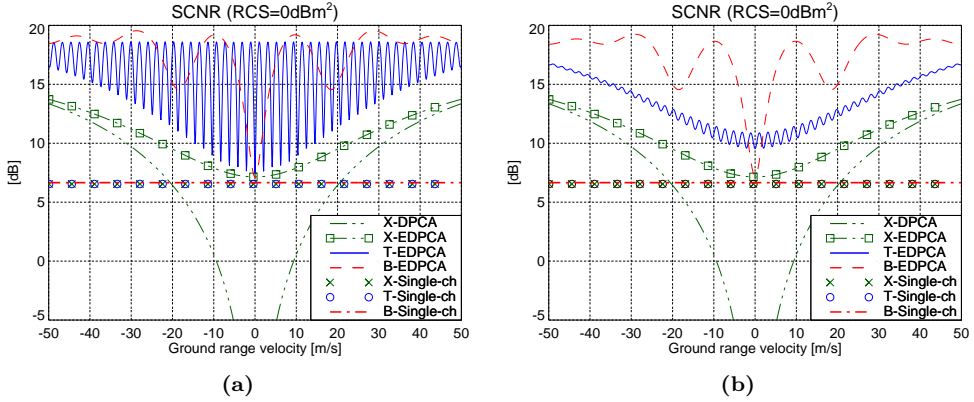 SCNR (RCS=0dBm²)
20
15
10
5
0
-5
[dB]
-50 -40 -30 -20 -10 0 10 20 30 40 50
Ground range velocity [m/s]
X-DPCA
X-EDPCA
T-EDPCA
B-EDPCA
X-Single-ch
T-Single-ch
B-Single-ch
(a)
SCNR (RCS=0dBm²)
20
15
10
5
0
-5
[dB]
-50 -40 -30 -20 -10 0 10 20 30 40 50
Ground range velocity [m/s]
X-DPCA
X-EDPCA
T-EDPCA
B-EDPCA
X-Single-ch
T-Single-ch
B-Single-ch
(b)